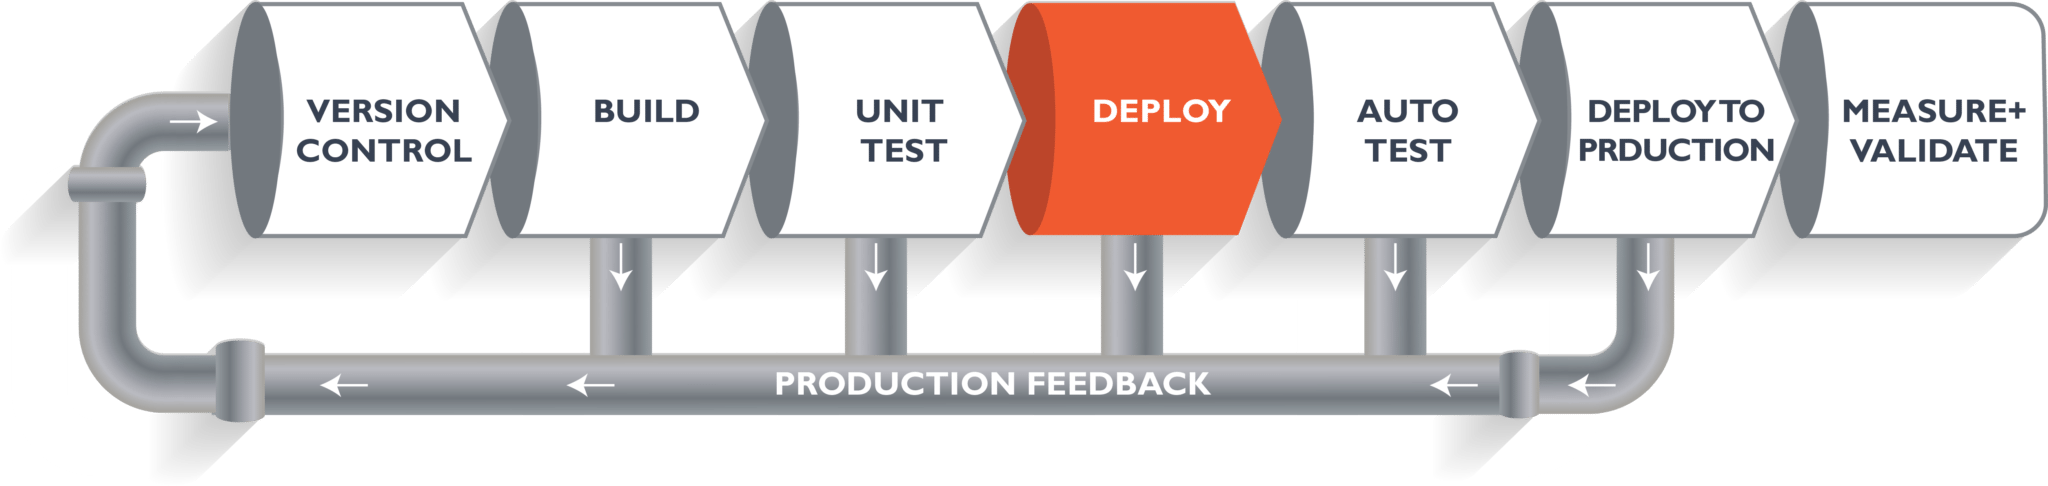 VERSION
CONTROL
BUILD
UNIT
TEST
DEPLOY
AUTO
TEST
DEPLOY TO
PRDUCTION
MEASURE+
VALIDATE
PRODUCTION FEEDBACK